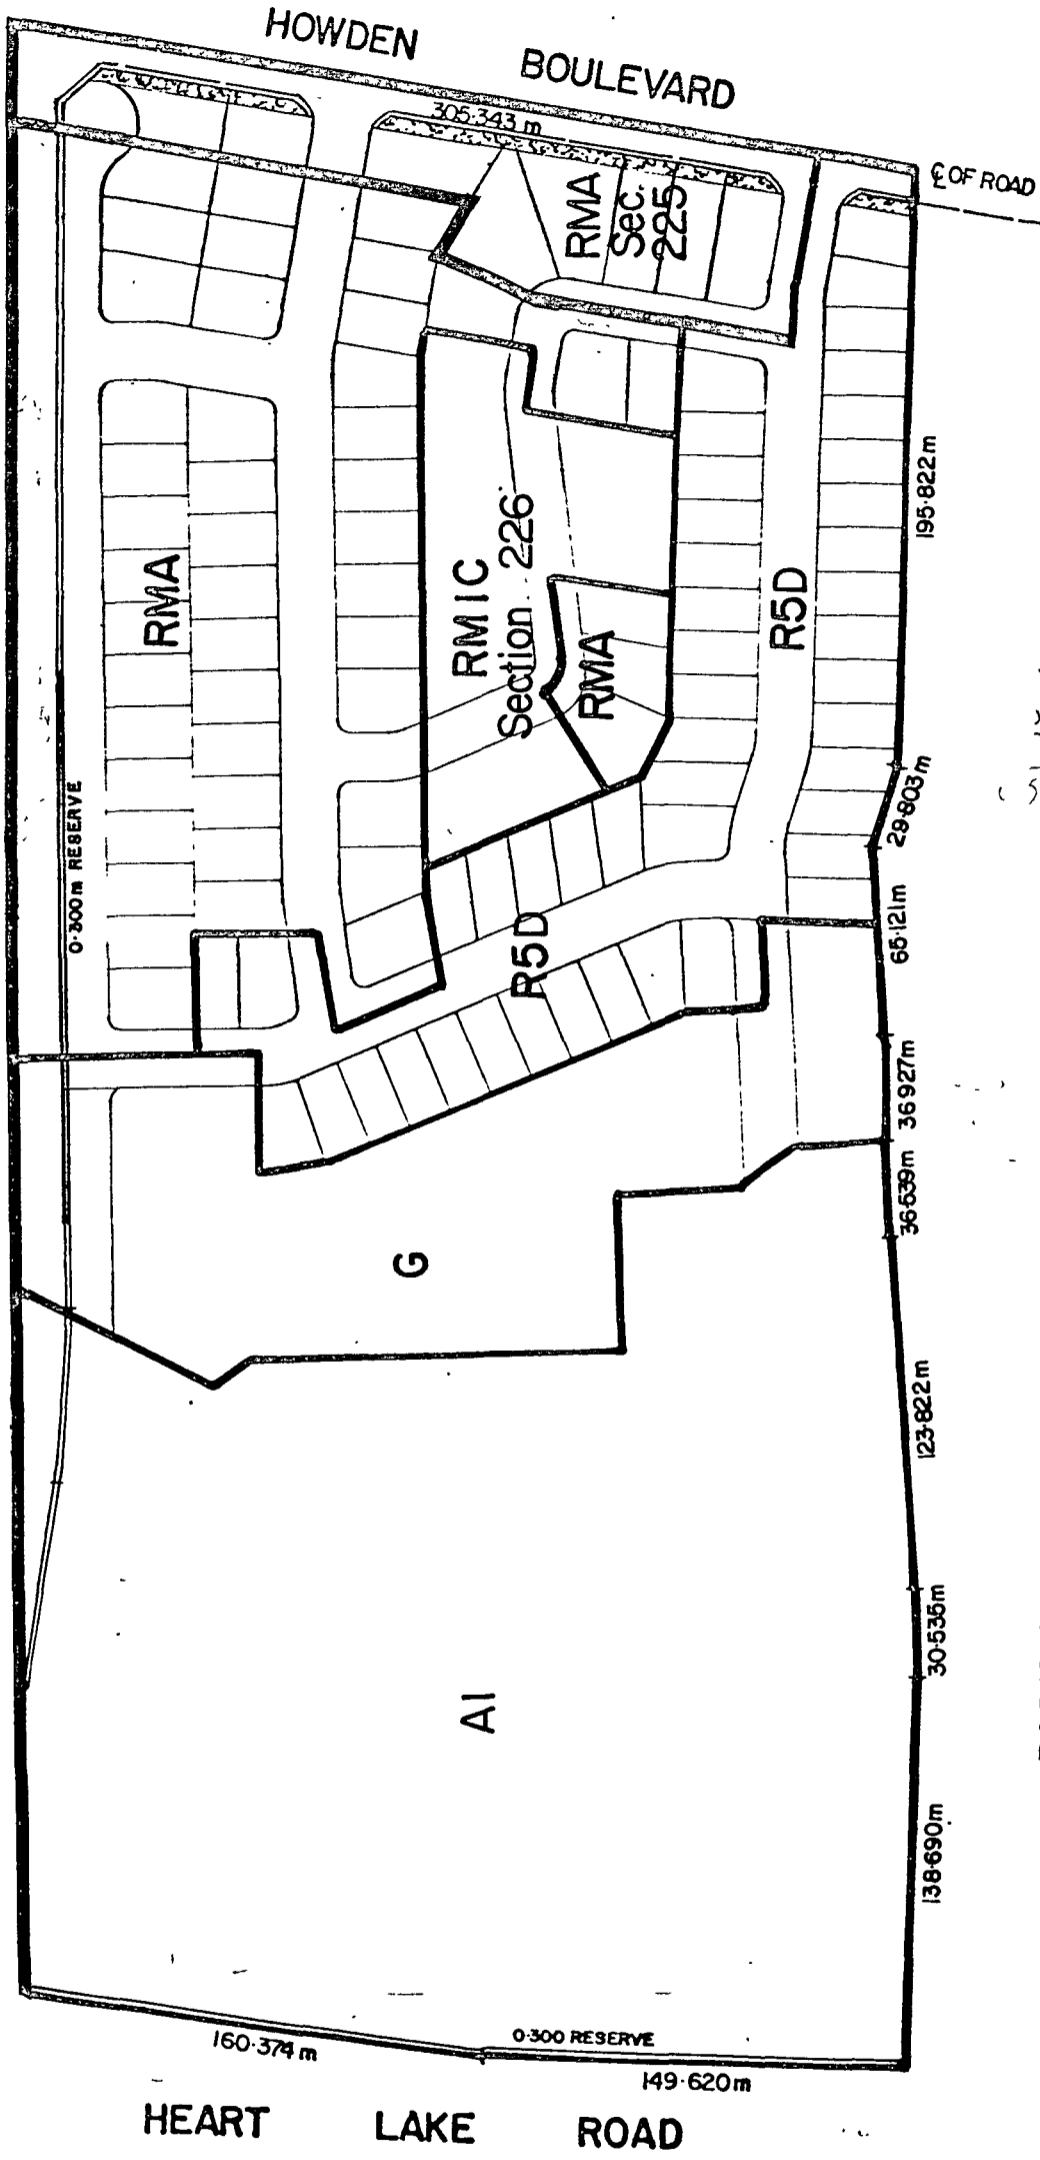 HOWDEN BOULEVARD
305.343 m
℄ OF ROAD
RMA
Sec.
225
195.822m
RMA
RM1C
Section 226
RMA
R5D
29.803m
0.300m RESERVE
R5D
65.121m
36.927m
36.539m
G
123.822m
30.535m
A1
138.690m
160.374m
0.300 RESERVE
149.620m
HEART LAKE ROAD